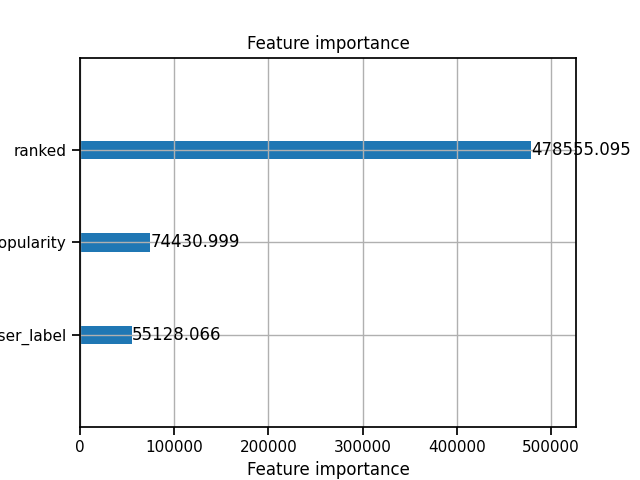 Feature importance
ranked
478555.095
opularity
74430.999
ser_label
55128.066
0 100000 200000 300000 400000 500000
Feature importance